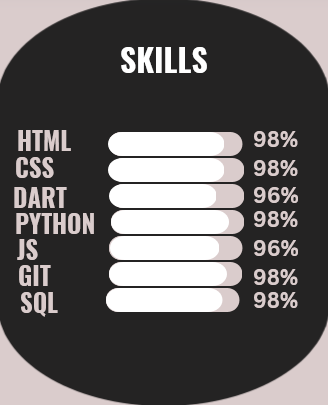 SKILLS
HTML 98%
CSS 98%
DART 96%
PYTHON 98%
JS 96%
GIT 98%
SQL 98%